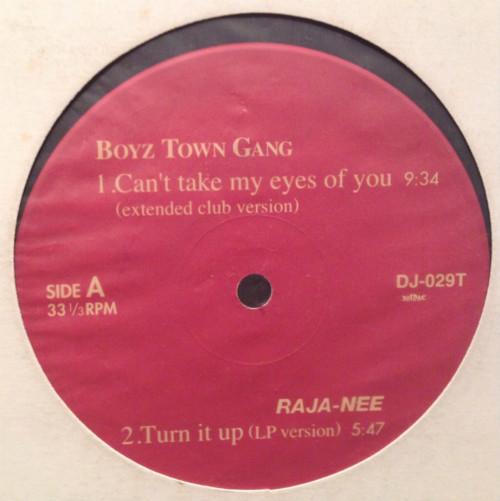 BOYZ TOWN GANG
1.Can't take my eyes of you 9:34
(extended club version)
SIDE A
33 1/3 RPM
DJ-029T
RAJA-NEE
2.Turn it up (LP version) 5:47